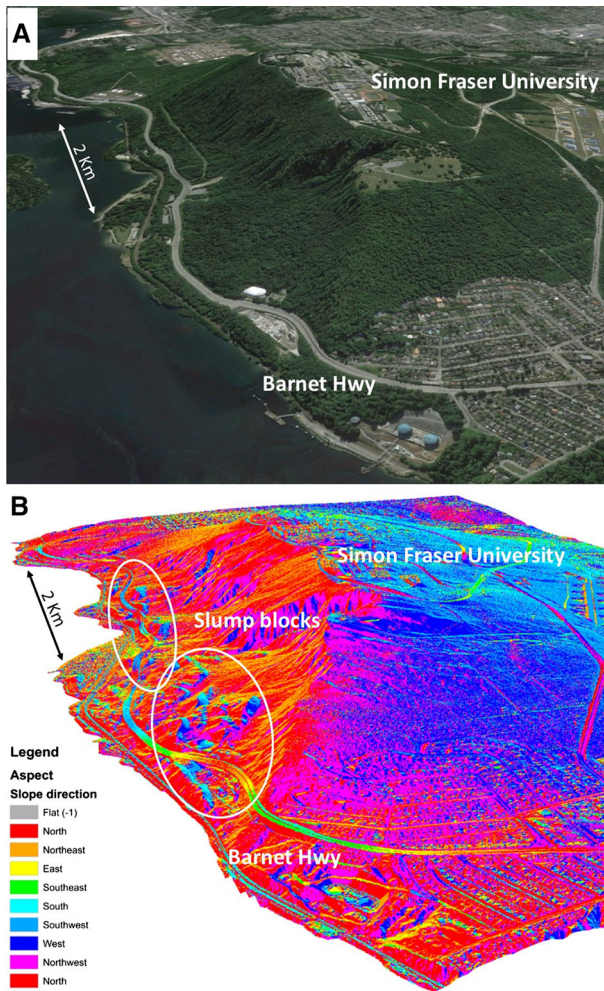 A
Simon Fraser University
2 Km
Barnet Hwy
B
Simon Fraser University
2 Km
Slump blocks
Barnet Hwy
Legend
Aspect
Slope direction
Flat (-1)
North
Northeast
East
Southeast
South
Southwest
West
Northwest
North